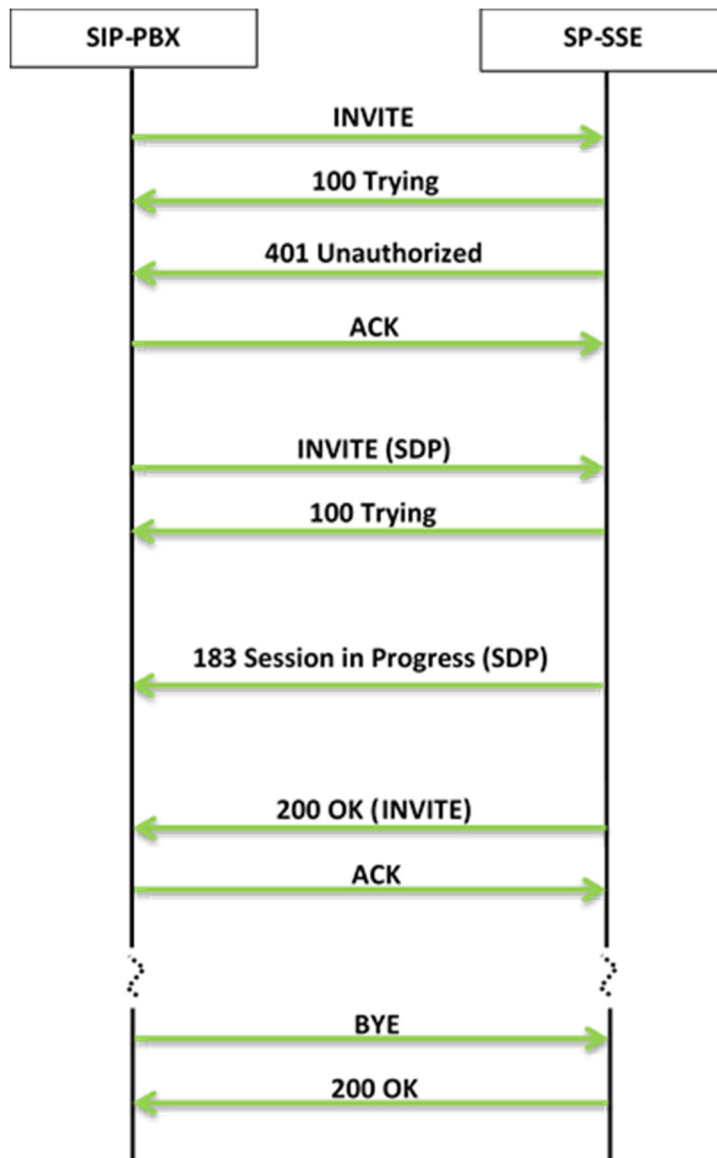 SIP-PBX
SP-SSE
INVITE
100 Trying
401 Unauthorized
ACK
INVITE (SDP)
100 Trying
183 Session in Progress (SDP)
200 OK (INVITE)
ACK
BYE
200 OK